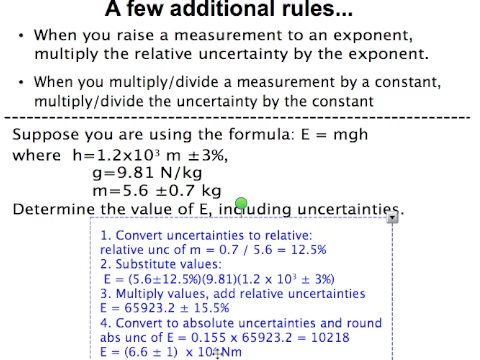 A few additional rules...
• When you raise a measurement to an exponent,
multiply the relative uncertainty by the exponent.
• When you multiply/divide a measurement by a constant,
multiply/divide the uncertainty by the constant
Suppose you are using the formula: E = mgh
where h=1.2x10³ m ±3%,
g=9.81 N/kg
m=5.6 ±0.7 kg
Determine the value of E, including uncertainties.
1. Convert uncertainties to relative:
relative unc of m = 0.7 / 5.6 = 12.5%
2. Substitute values:
E = (5.6±12.5%)(9.81)(1.2 x 10³ ± 3%)
3. Multiply values, add relative uncertainties
E = 65923.2 ± 15.5%
4. Convert to absolute uncertainties and round
abs unc of E = 0.155 x 65923.2 = 10218
E = (6.6 ± 1) x 10 Nm